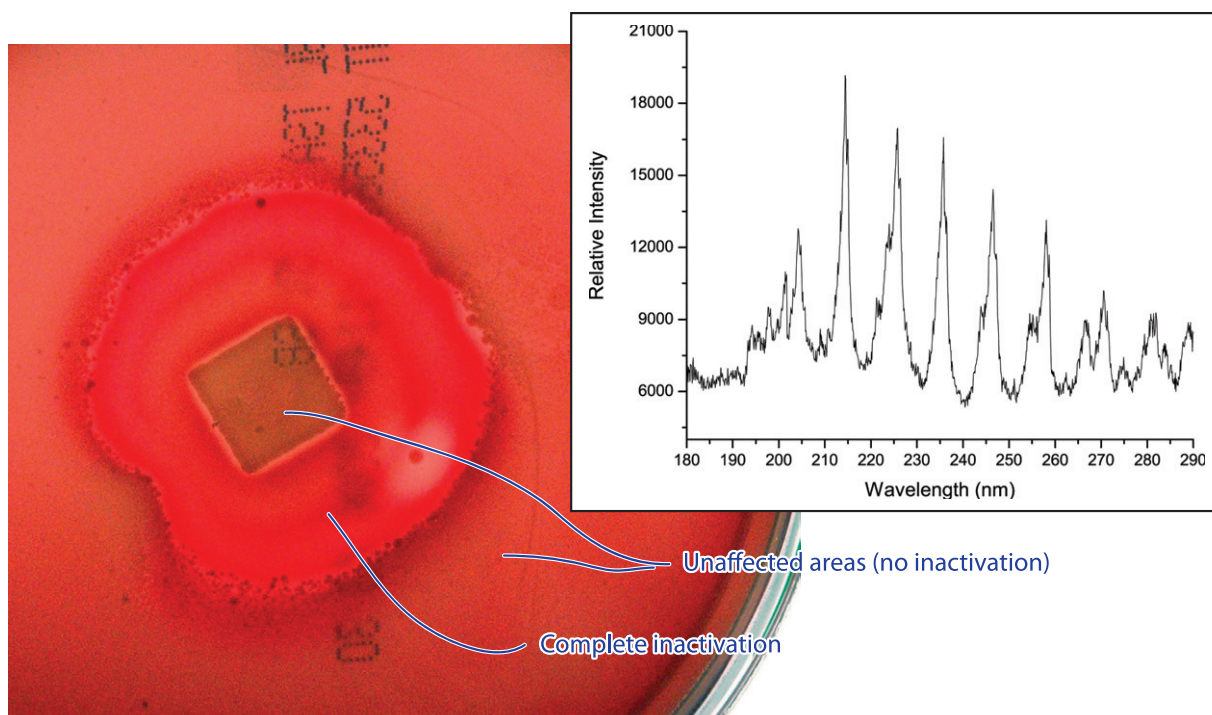 21000
18000
15000
12000
9000
6000
Relative Intensity
180 190 200 210 220 230 240 250 260 270 280 290
Wavelength (nm)
Unaffected areas (no inactivation)
Complete inactivation